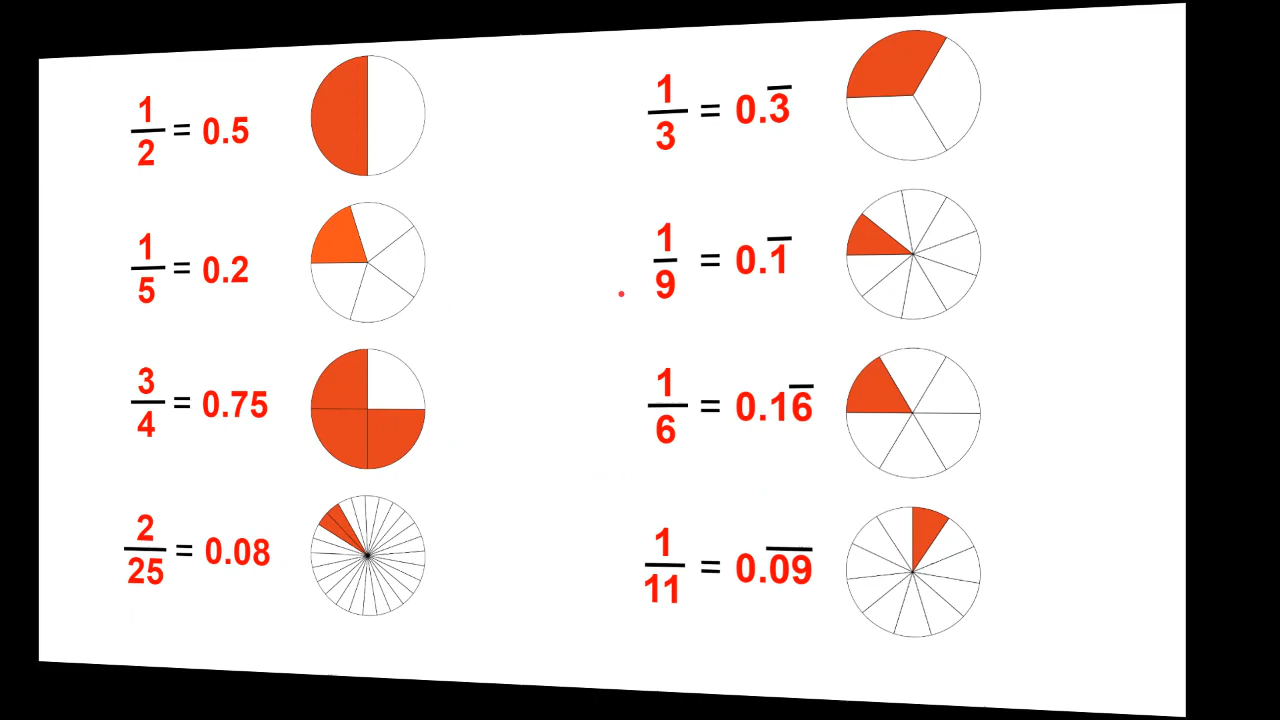 1/2 = 0.5
1/5 = 0.2
3/4 = 0.75
2/25 = 0.08
1/3 = 0.3̅
1/9 = 0.1̅
1/6 = 0.16̅
1/11 = 0.0̅9̅